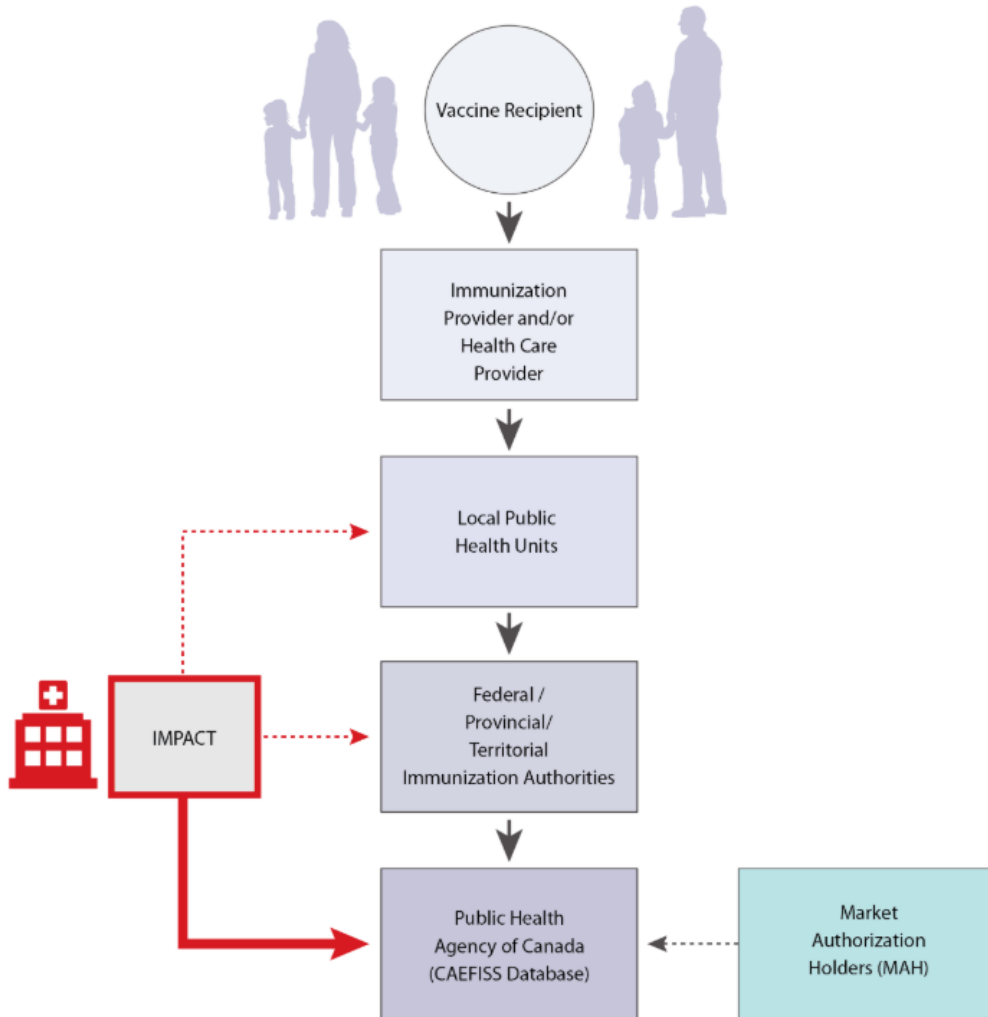 Vaccine Recipient
Immunization
Provider and/or
Health Care
Provider
Local Public
Health Units
IMPACT
Federal /
Provincial/
Territorial
Immunization Authorities
Public Health
Agency of Canada
(CAEFISS Database)
Market
Authorization
Holders (MAH)